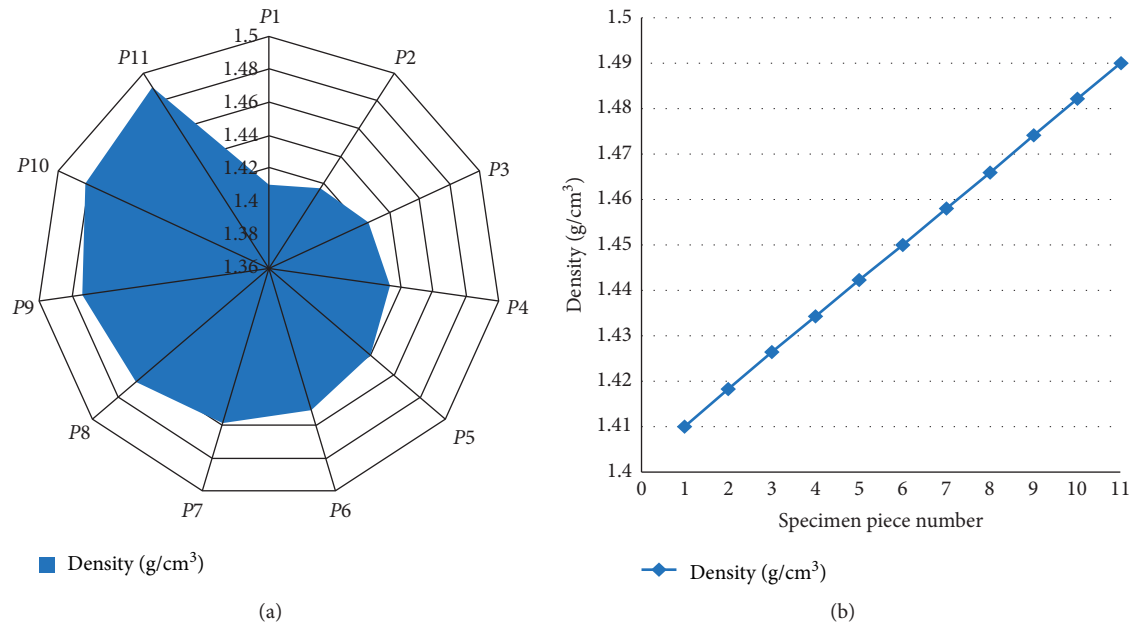 P1
P2
P3
P4
P5
P6
P7
P8
P9
P10
P11
1.5
1.48
1.46
1.44
1.42
1.4
1.38
1.36
Density (g/cm³)
(a)
1.5
1.49
1.48
1.47
1.46
1.45
1.44
1.43
1.42
1.41
1.4
Density (g/cm³)
0 1 2 3 4 5 6 7 8 9 10 11
Specimen piece number
Density (g/cm³)
(b)